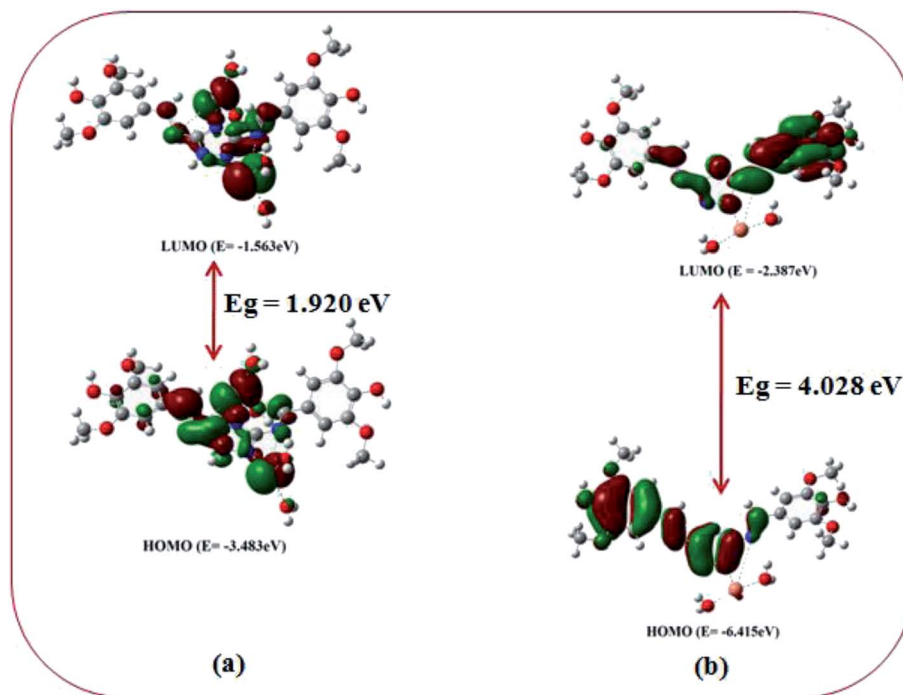 LUMO (E= -1.563eV)
Eg = 1.920 eV
HOMO (E= -3.483eV)
(a)
LUMO (E = -2.387eV)
Eg = 4.028 eV
HOMO (E= -6.415eV)
(b)